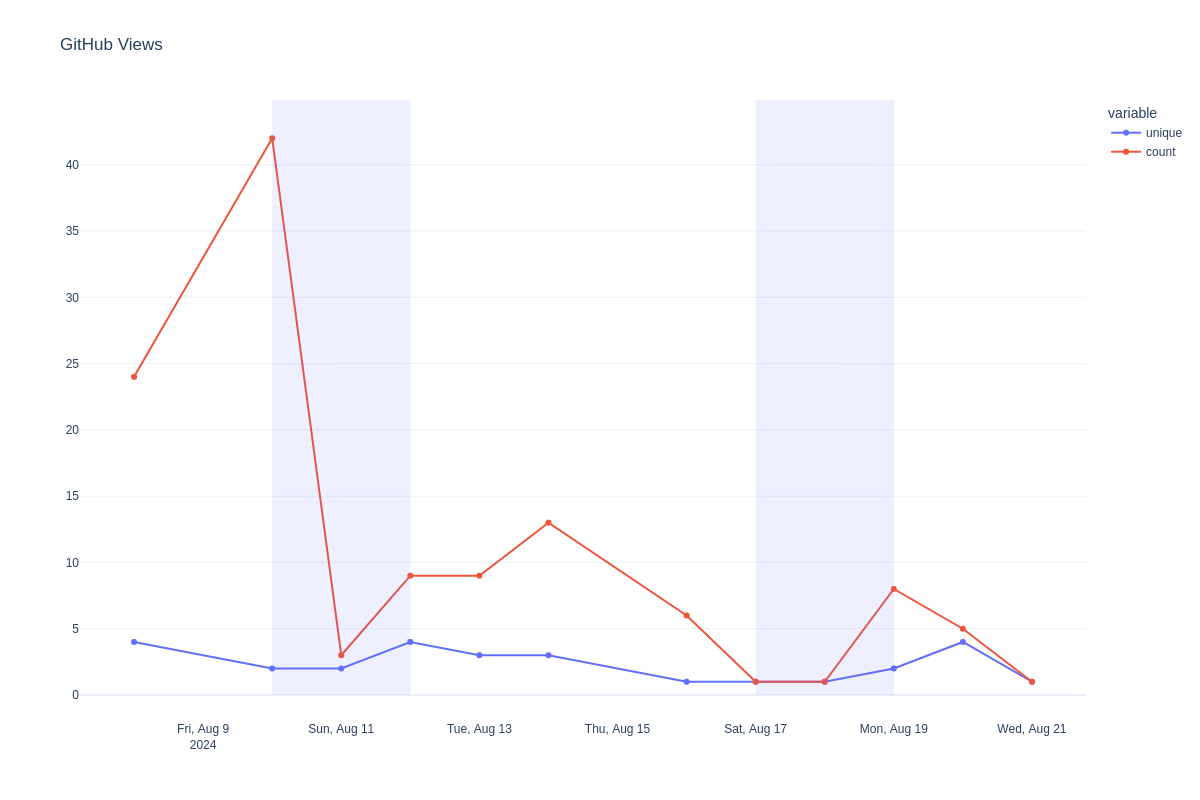 GitHub Views
variable
unique
count
40
35
30
25
20
15
10
5
0
Fri, Aug 9
2024
Sun, Aug 11
Tue, Aug 13
Thu, Aug 15
Sat, Aug 17
Mon, Aug 19
Wed, Aug 21